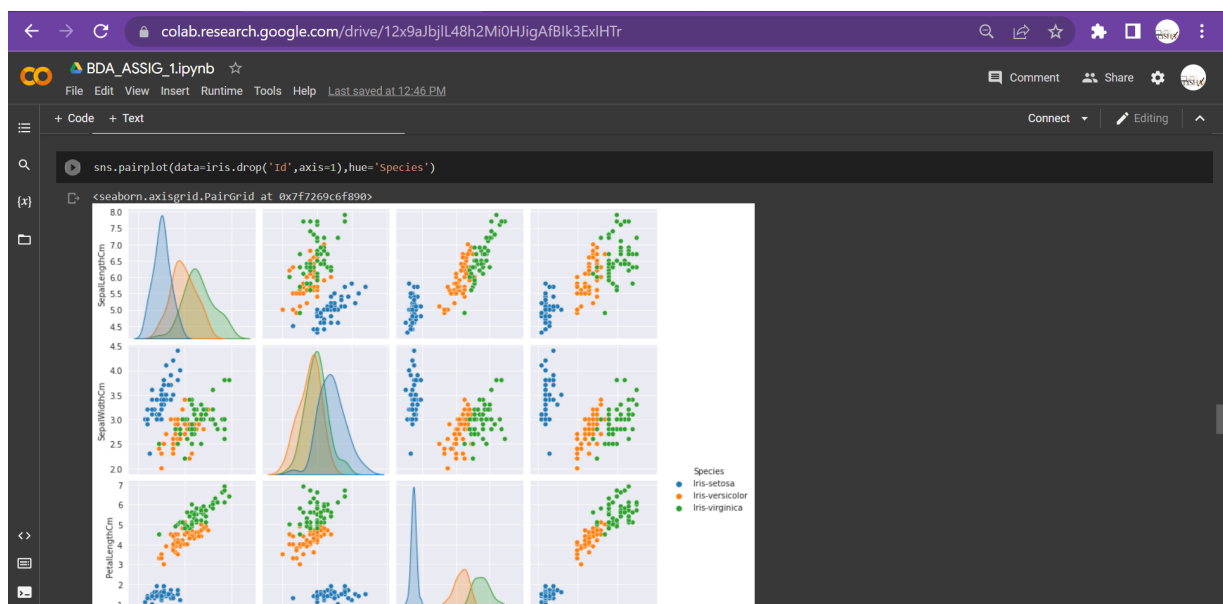 colab.research.google.com/drive/12x9aJbjlL48h2Mi0HJigAfBIk3ExlHTr
BDA_ASSIG_1.ipynb
Comment Share
File Edit View Insert Runtime Tools Help Last saved at 12:46 PM
+ Code + Text
Connect Editing
sns.pairplot(data=iris.drop('Id',axis=1),hue='Species')
{x}
<seaborn.axisgrid.PairGrid at 0x7f7269c6f890>
8.0
7.5
7.0
6.5
6.0
5.5
5.0
4.5
SepalLengthCm
4.5
4.0
3.5
3.0
2.5
2.0
SepalWidthCm
Species
Iris-setosa
Iris-versicolor
Iris-virginica
7
6
5
4
3
2
1
PetalLengthCm